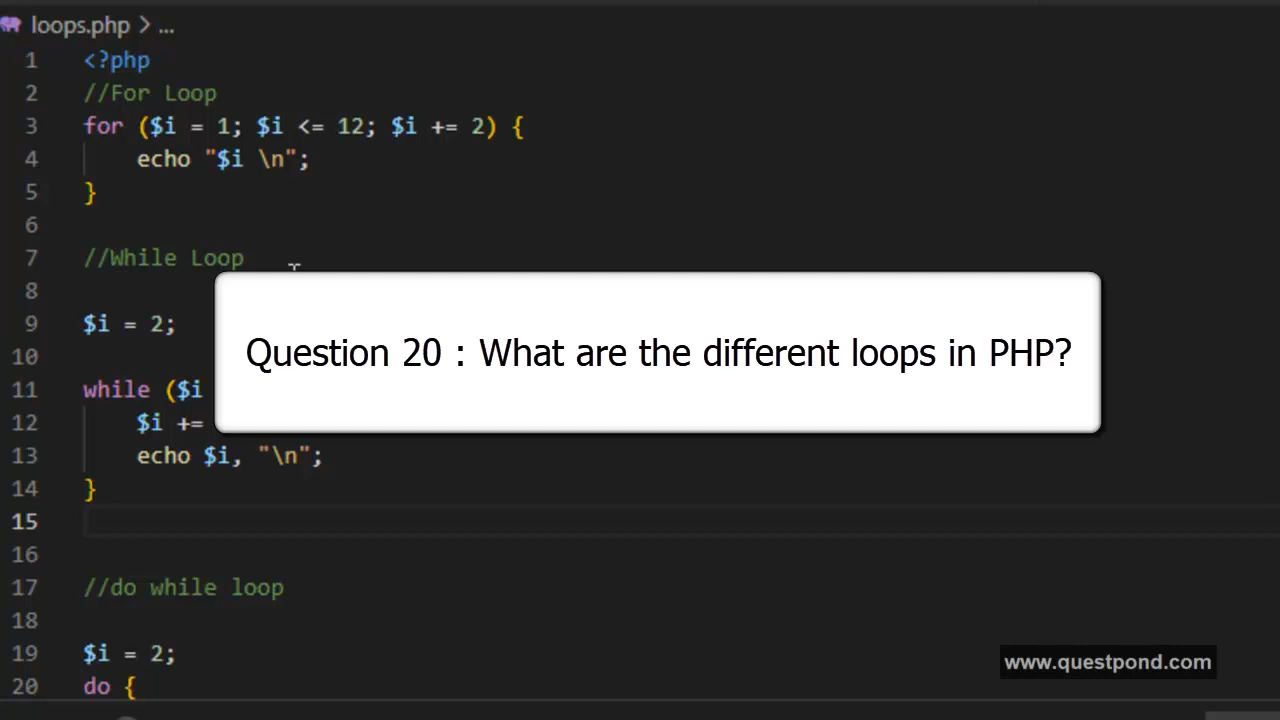 loops.php > ...
1 <?php
2 //For Loop
3 for ($i = 1; $i <= 12; $i += 2) {
4 echo "$i \n";
5 }
6
7 //While Loop
8
9 $i = 2;
10
Question 20 : What are the different loops in PHP?
11 while ($i
12 $i +=
13 echo $i, "\n";
14 }
15
16
17 //do while loop
18
19 $i = 2;
www.questpond.com
20 do {